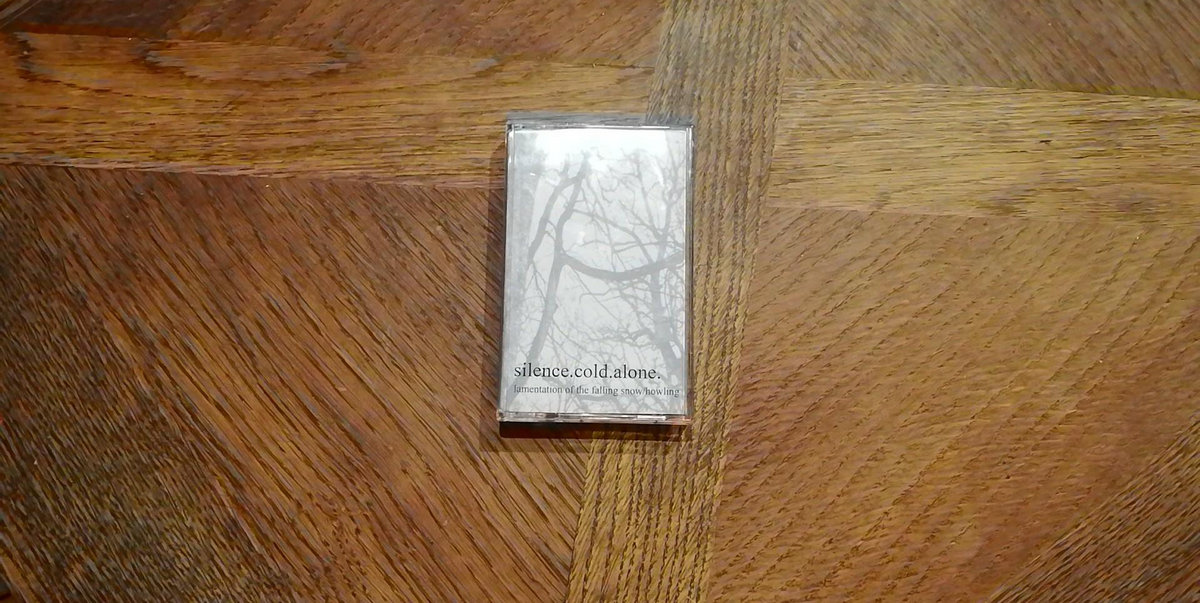 silence.cold.alone.
lamentation of the falling snow/howling